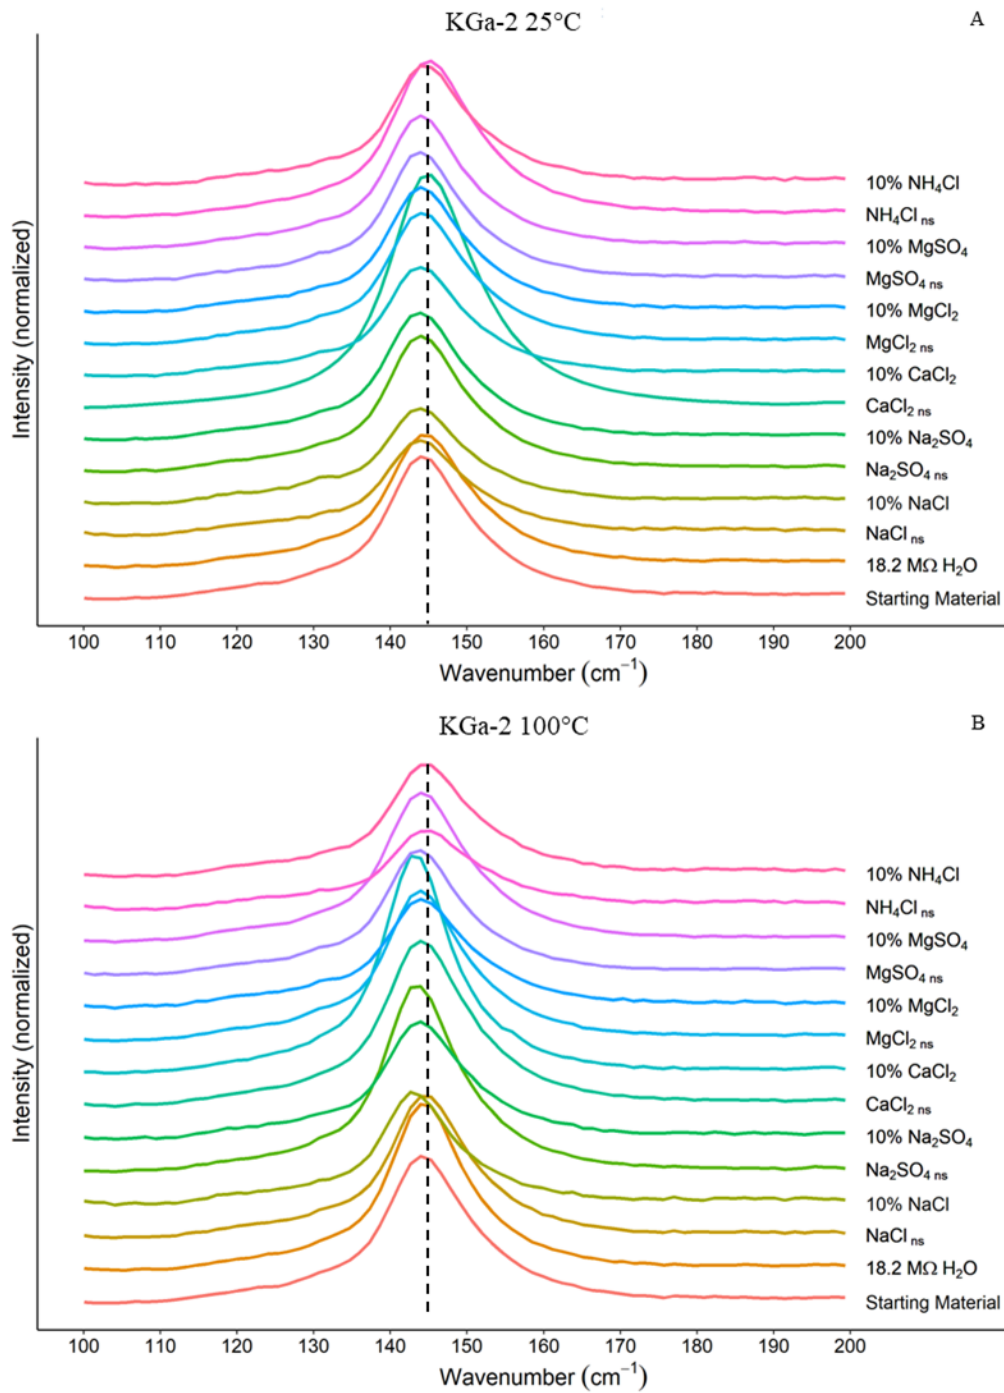 KGa-2 25°C
A
Intensity (normalized)
10% NH₄Cl
NH₄Cl ns
10% MgSO₄
MgSO₄ ns
10% MgCl₂
MgCl₂ ns
10% CaCl₂
CaCl₂ ns
10% Na₂SO₄
Na₂SO₄ ns
10% NaCl
NaCl ns
18.2 MΩ H₂O
Starting Material
100 110 120 130 140 150 160 170 180 190 200
Wavenumber (cm⁻¹)
KGa-2 100°C
B
Intensity (normalized)
10% NH₄Cl
NH₄Cl ns
10% MgSO₄
MgSO₄ ns
10% MgCl₂
MgCl₂ ns
10% CaCl₂
CaCl₂ ns
10% Na₂SO₄
Na₂SO₄ ns
10% NaCl
NaCl ns
18.2 MΩ H₂O
Starting Material
100 110 120 130 140 150 160 170 180 190 200
Wavenumber (cm⁻¹)